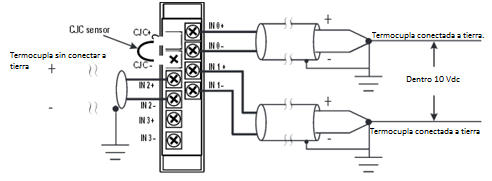 CJC sensor
CJC+
IN 0+
+
Termocupla conectada a tierra.
Termocupla sin conectar a tierra
IN 0-
-
CJC-
IN 1+
+
Dentro 10 Vdc
IN 2+
IN 1-
-
IN 2-
+
IN 3+
Termocupla conectada a tierra
IN 3-
-